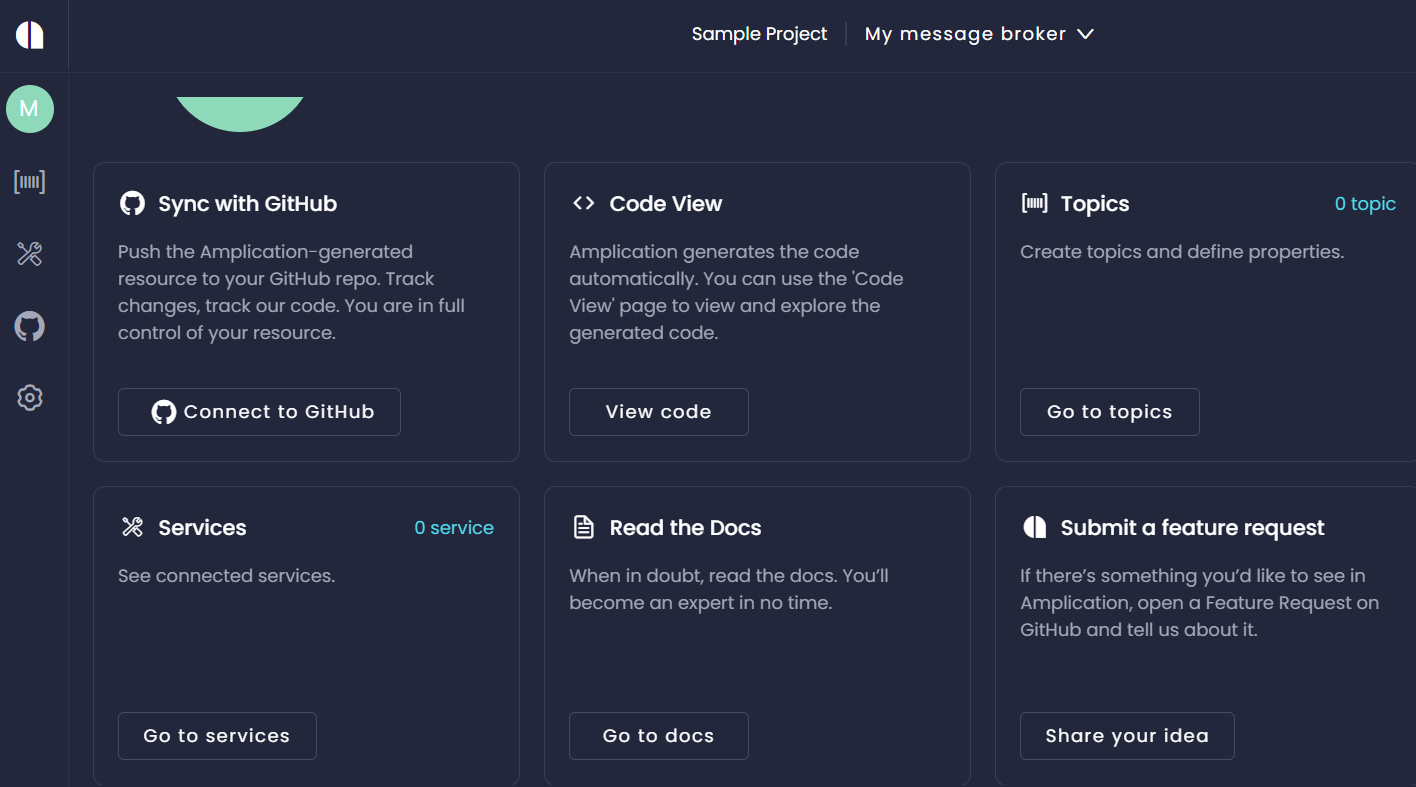 Sample Project
My message broker
M
Sync with GitHub
Push the Amplication-generated
resource to your GitHub repo. Track
changes, track our code. You are in full
control of your resource.
Connect to GitHub
Code View
Amplication generates the code
automatically. You can use the 'Code
View' page to view and explore the
generated code.
View code
Topics
0 topic
Create topics and define properties.
Go to topics
Services
0 service
See connected services.
Go to services
Read the Docs
When in doubt, read the docs. You’ll
become an expert in no time.
Go to docs
Submit a feature request
If there’s something you’d like to see in
Amplication, open a Feature Request on
GitHub and tell us about it.
Share your idea